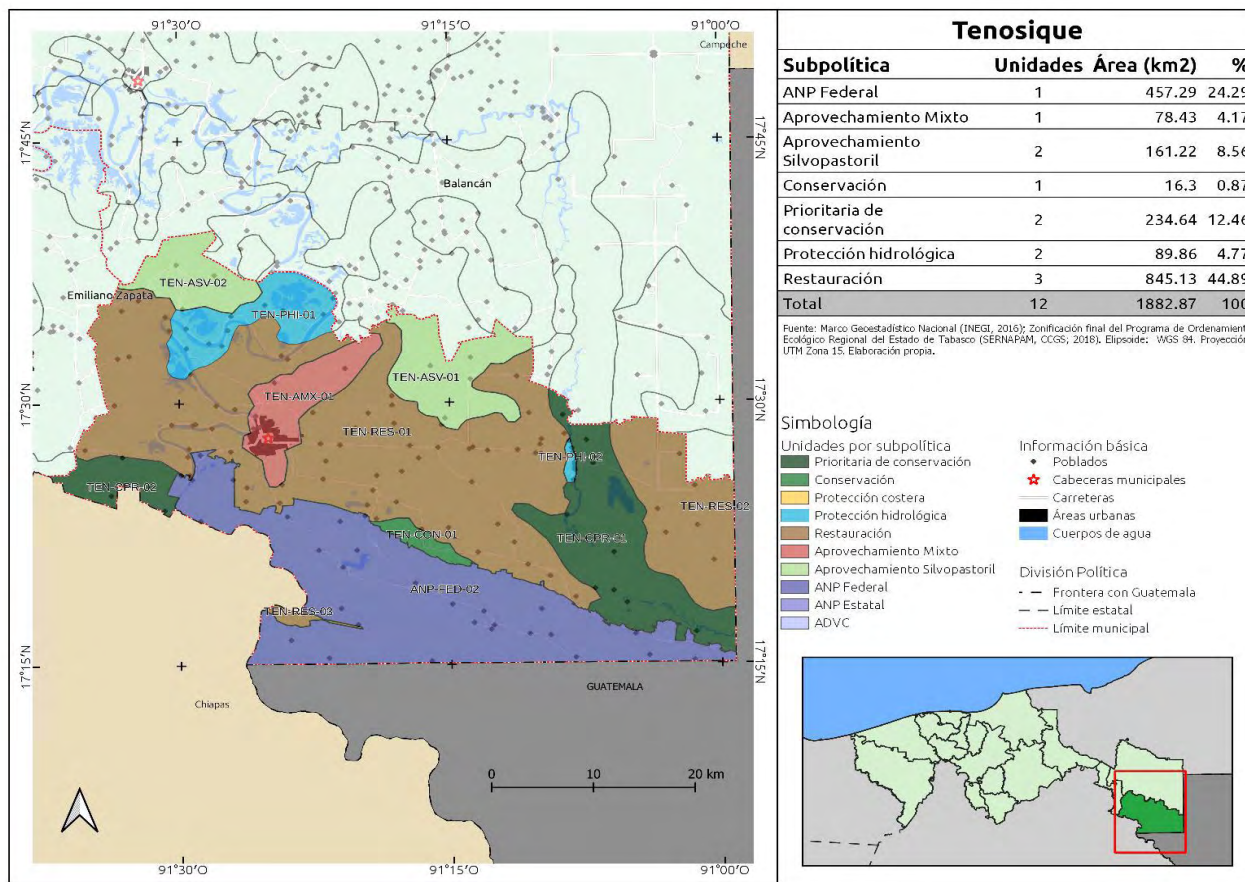 91°30'O
91°15'O
91°00'O
Campeche
17°45'N
17°45'N
Balancán
TEN-ASV-02
Emiliano Zapata
TEN-PHI-01
TEN-ASV-01
TEN-AMX-01
17°30'N
17°30'N
TEN-RES-01
TEN-PHI-02
TEN-CPR-02
TEN-RES-02
TEN-CON-01
TEN-CPR-01
ANP-FED-02
TEN-RES-03
17°15'N
17°15'N
GUATEMALA
Chiapas
0 10 20 km
91°30'O
91°15'O
91°00'O
Tenosique
Subpolítica Unidades Área (km2) %
ANP Federal 1 457.29 24.29
Aprovechamiento Mixto 1 78.43 4.17
Aprovechamiento
Silvopastoril 2 161.22 8.56
Conservación 1 16.3 0.87
Prioritaria de
conservación 2 234.64 12.46
Protección hidrológica 2 89.86 4.77
Restauración 3 845.13 44.89
Total 12 1882.87 100
Fuente: Marco Geoestadístico Nacional (INEGI, 2016); Zonificación final del Programa de Ordenamient
Ecológico Regional del Estado de Tabasco (SERNAPAM, CCGS, 2018). Elipsoide: WGS 84. Proyección
UTM Zona 15. Elaboración propia.
Simbología
Unidades por subpolítica
Prioritaria de conservación
Conservación
Protección costera
Protección hidrológica
Restauración
Aprovechamiento Mixto
Aprovechamiento Silvopastoril
ANP Federal
ANP Estatal
ADVC
Información básica
Poblados
Cabeceras municipales
Carreteras
Áreas urbanas
Cuerpos de agua
División Política
Frontera con Guatemala
Límite estatal
Límite municipal